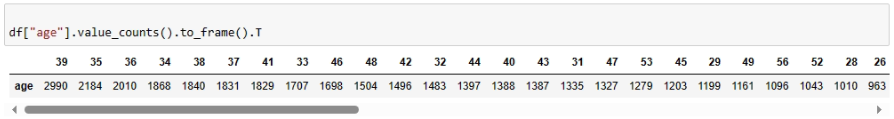 df["age"].value_counts().to_frame().T
39 35 36 34 38 37 41 33 46 48 42 32 44 40 43 31 47 53 45 29 49 56 52 28 26
age 2990 2184 2010 1868 1840 1831 1829 1707 1698 1504 1496 1483 1397 1388 1387 1335 1327 1279 1203 1199 1161 1096 1043 1010 963